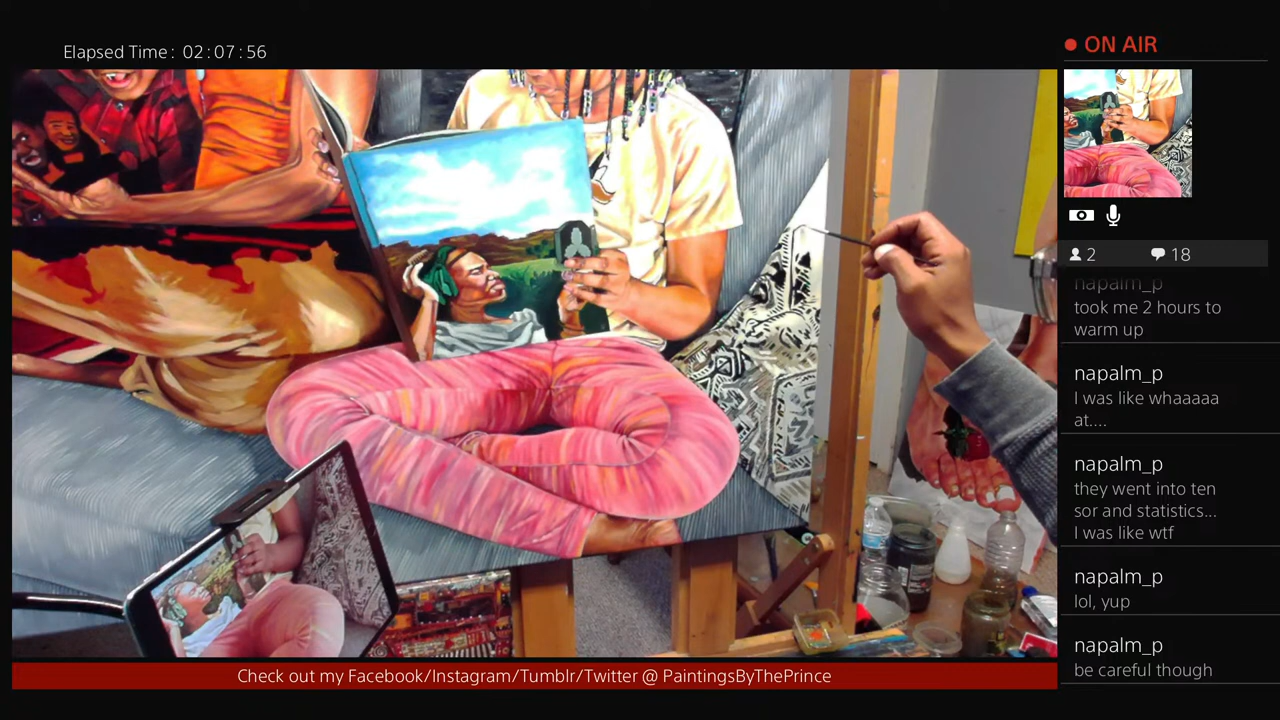 Elapsed Time: 02:07:56
ON AIR
2
18
napalm_p
took me 2 hours to
warm up
napalm_p
I was like whaaaaa
at....
napalm_p
they went into ten
sor and statistics...
I was like wtf
napalm_p
lol, yup
napalm_p
be careful though
Check out my Facebook/Instagram/Tumblr/Twitter @ PaintingsByThePrince